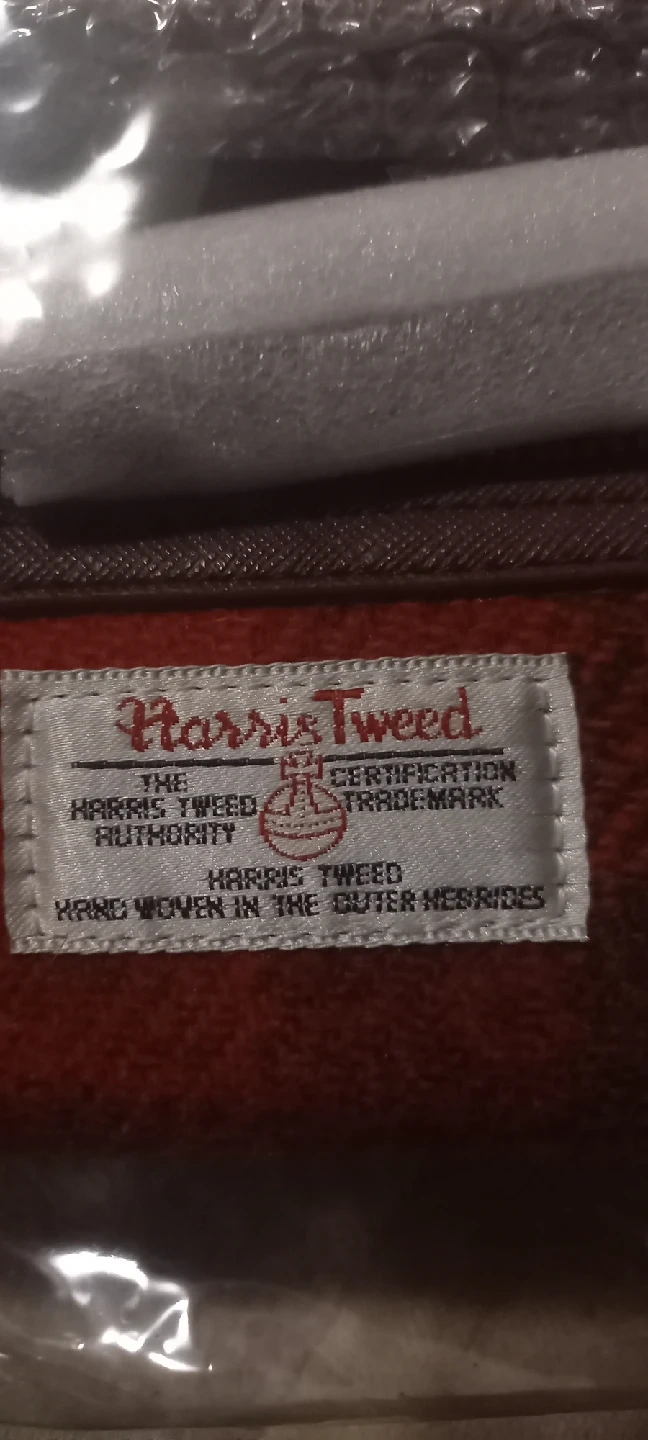 Harris Tweed
THE
HARRIS TWEED
AUTHORITY
CERTIFICATION
TRADEMARK
HARRIS TWEED
HAND WOVEN IN THE OUTER HEBRIDES